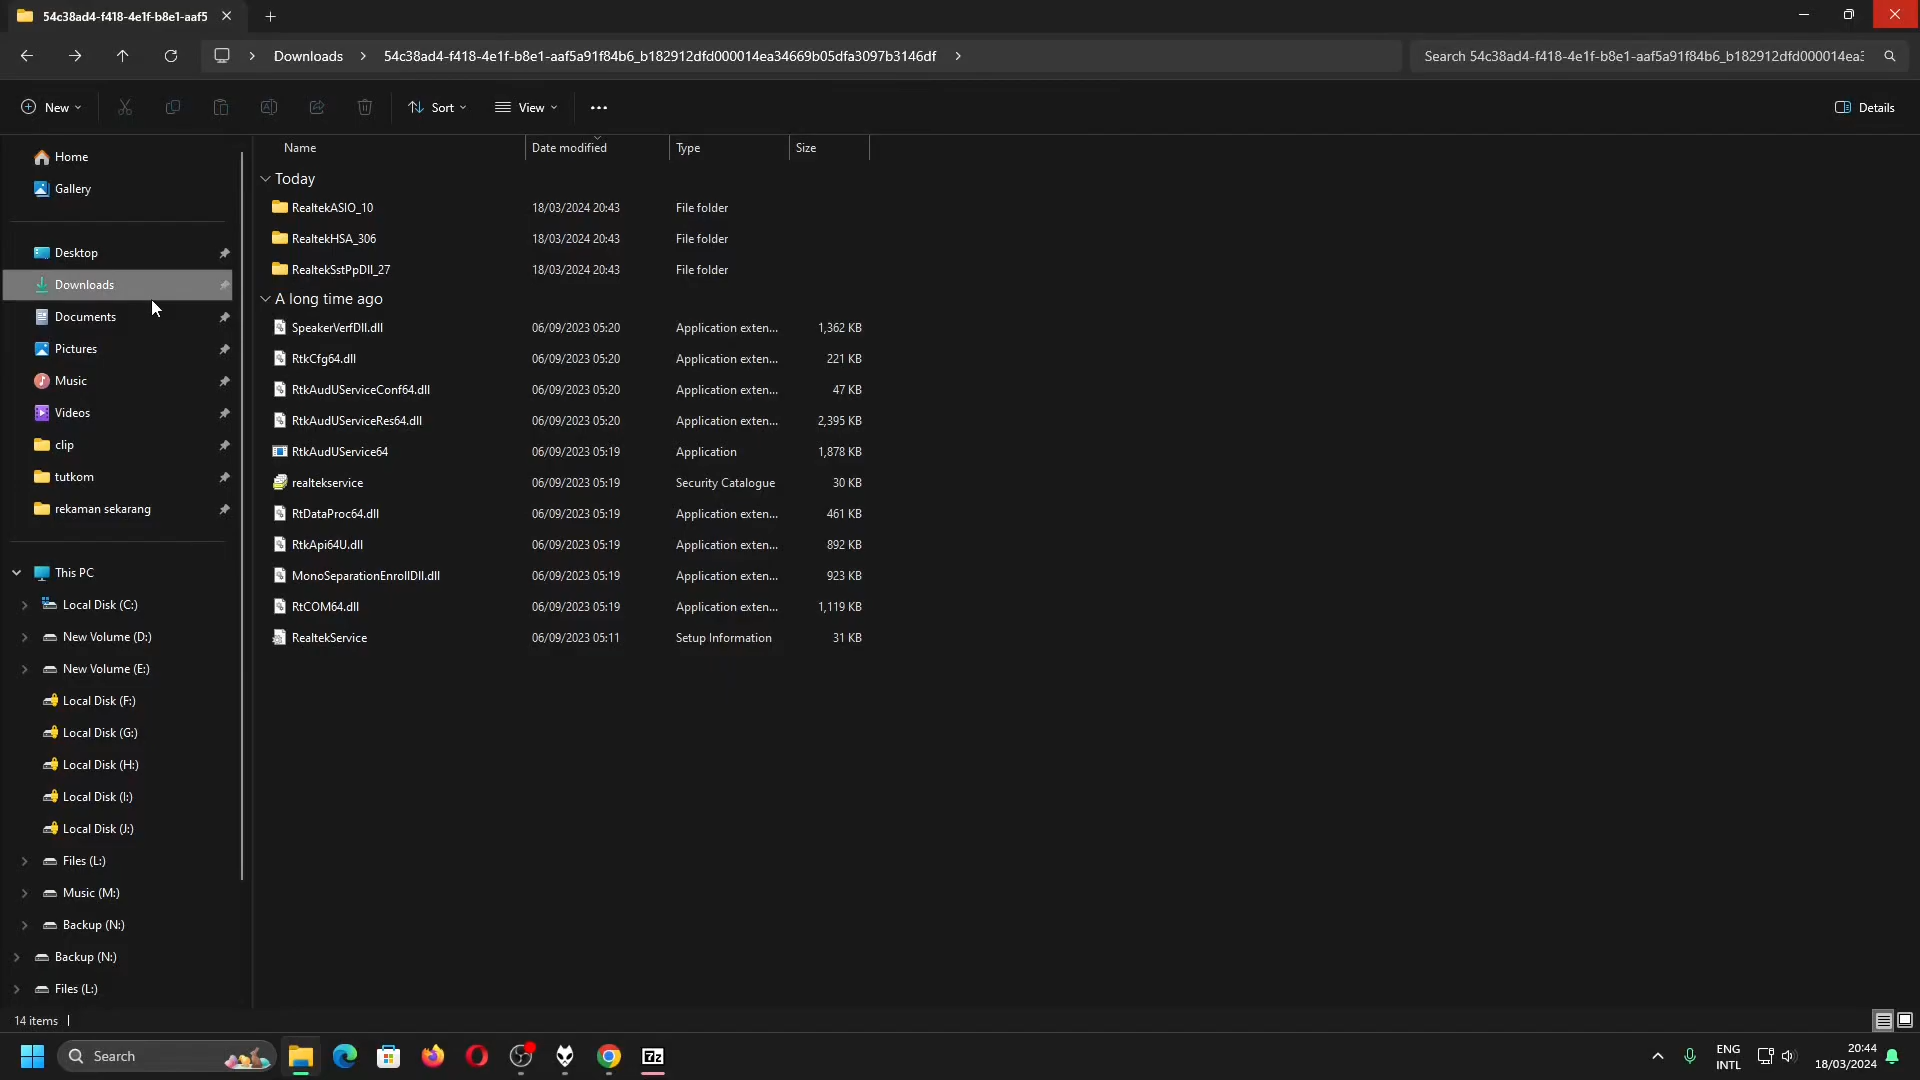 54c38ad4-f418-4e1f-b8e1-aaf5
Downloads
54c38ad4-f418-4e1f-b8e1-aaf5a91f84b6_b182912dfd000014ea34669b05dfa3097b3146df
Search 54c38ad4-f418-4e1f-b8e1-aaf5a91f84b6_b182912dfd000014ea3
New
Sort
View
Details
Home
Gallery
Desktop
Downloads
Documents
Pictures
Music
Videos
clip
tutkom
rekaman sekarang
This PC
Local Disk (C:)
New Volume (D:)
New Volume (E:)
Local Disk (F:)
Local Disk (G:)
Local Disk (H:)
Local Disk (I:)
Local Disk (J:)
Files (L:)
Music (M:)
Backup (N:)
Backup (N:)
Files (L:)
Name Date modified Type Size
Today
RealtekASIO_10 18/03/2024 20:43 File folder
RealtekHSA_306 18/03/2024 20:43 File folder
RealtekSstPpDll_27 18/03/2024 20:43 File folder
A long time ago
SpeakerVerfDll.dll 06/09/2023 05:20 Application exten... 1,362 KB
RtkCfg64.dll 06/09/2023 05:20 Application exten... 221 KB
RtkAudUServiceConf64.dll 06/09/2023 05:20 Application exten... 47 KB
RtkAudUServiceRes64.dll 06/09/2023 05:20 Application exten... 2,395 KB
RtkAudUService64 06/09/2023 05:19 Application 1,878 KB
realtekservice 06/09/2023 05:19 Security Catalogue 30 KB
RtDataProc64.dll 06/09/2023 05:19 Application exten... 461 KB
RtkApi64U.dll 06/09/2023 05:19 Application exten... 892 KB
MonoSeparationEnrollDll.dll 06/09/2023 05:19 Application exten... 923 KB
RtCOM64.dll 06/09/2023 05:19 Application exten... 1,119 KB
RealtekService 06/09/2023 05:11 Setup Information 31 KB
14 items
Search
7z
ENG
INTL
20:44
18/03/2024